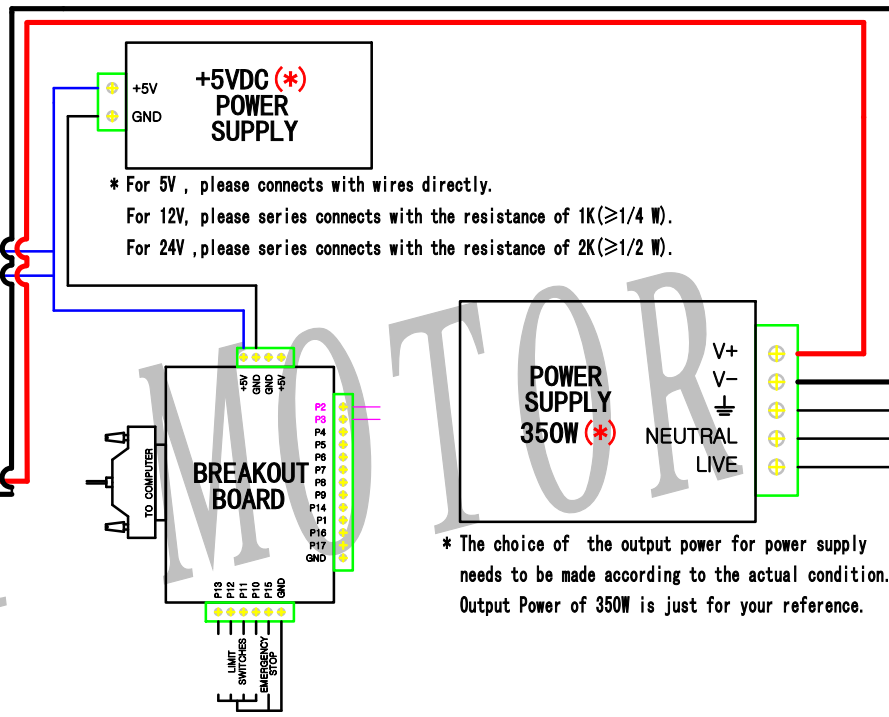 +5V
GND
+5VDC(*)
POWER
SUPPLY
* For 5V , please connects with wires directly.
For 12V, please series connects with the resistance of 1K(≥1/4 W).
For 24V ,please series connects with the resistance of 2K(≥1/2 W).
MOTOR
+5V
GND
GND
+5V
P2
P3
P4
P5
P6
P7
P8
P9
P14
P1
P16
P17
GND
BREAKOUT
BOARD
TO COMPUTER
P13
P12
P11
P10
P15
GND
LIMIT
SWITCHES
EMERGENCY
STOP
POWER
SUPPLY
350W(*)
V+
V-
NEUTRAL
LIVE
* The choice of the output power for power supply
needs to be made according to the actual condition.
Output Power of 350W is just for your reference.